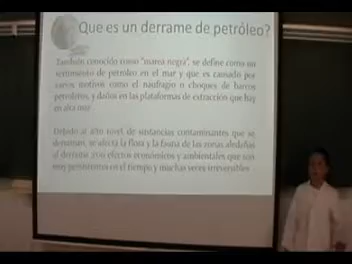 Que es un derrame de petróleo?
También conocido como "marea negra", se define como un
vertimiento de petróleo en el mar y que es causado por
varios motivos como el naufragio o choques de barcos
petroleros, y daños en las plataformas de extracción que hay
en alta mar
Debido al alto nivel de sustancias contaminantes que se
derraman, se afecta la flora y la fauna de las zonas aledañas
al derrame con efectos económicos y ambientales que son
muy persistentes en el tiempo y muchas veces irreversibles